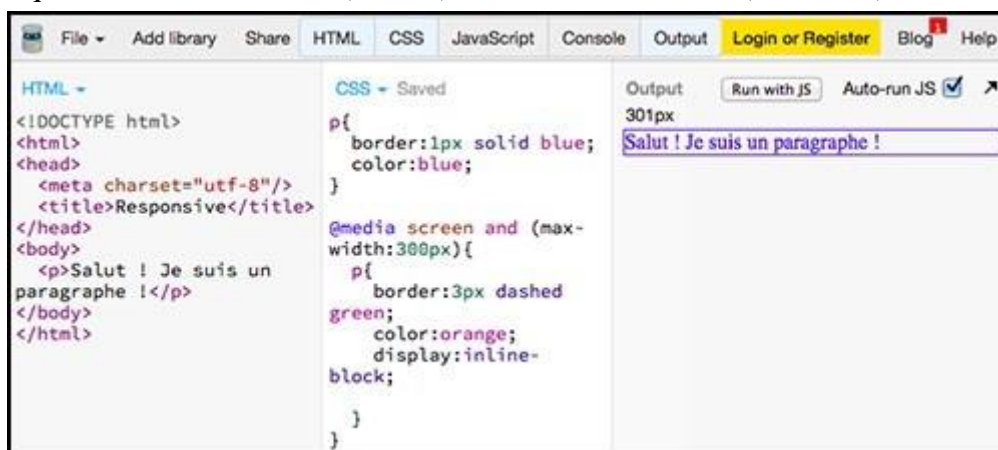 File Add library Share HTML CSS JavaScript Console Output Login or Register Blog 1 Help
HTML
<!DOCTYPE html>
<html>
<head>
<meta charset="utf-8"/>
<title>Responsive</title>
</head>
<body>
<p>Salut ! Je suis un
paragraphe !</p>
</body>
</html>
CSS Saved
p{
border:1px solid blue;
color:blue;
}
@media screen and (max-
width:300px){
p{
border:3px dashed
green;
color:orange;
display:inline-
block;
}
}
Output Run with JS Auto-run JS
301px
Salut ! Je suis un paragraphe !